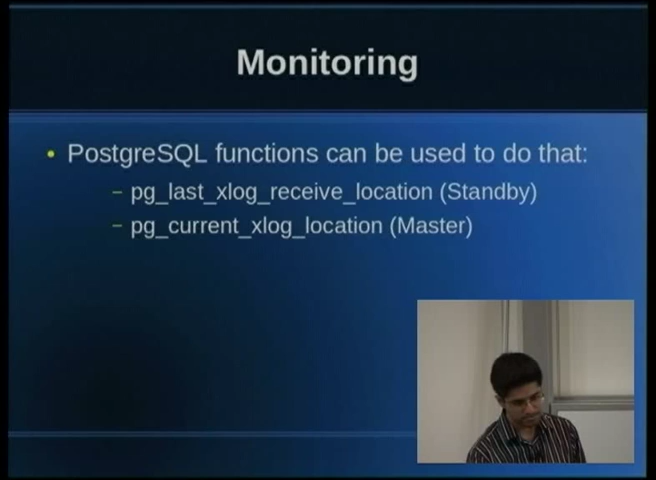 Monitoring
• PostgreSQL functions can be used to do that:
– pg_last_xlog_receive_location (Standby)
– pg_current_xlog_location (Master)